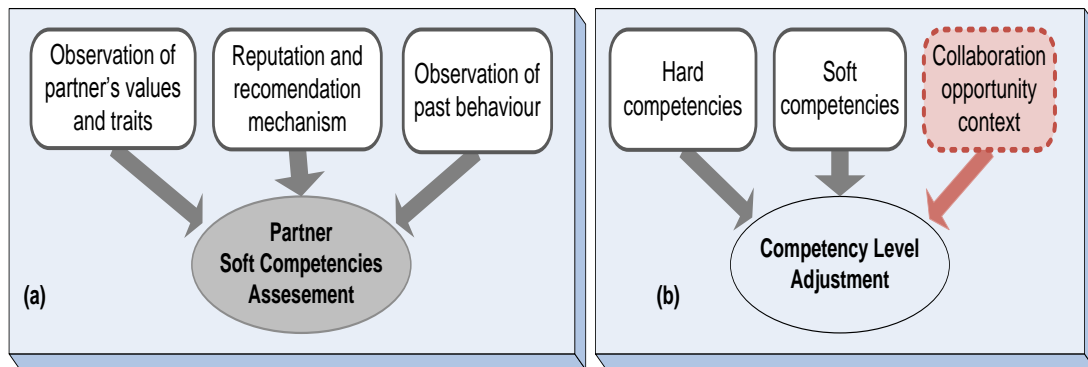 Observation of
partner's values
and traits
Reputation and
recomendation
mechanism
Observation of
past behaviour
Partner
Soft Competencies
Assesement
(a)
Hard
competencies
Soft
competencies
Collaboration
opportunity
context
Competency Level
Adjustment
(b)